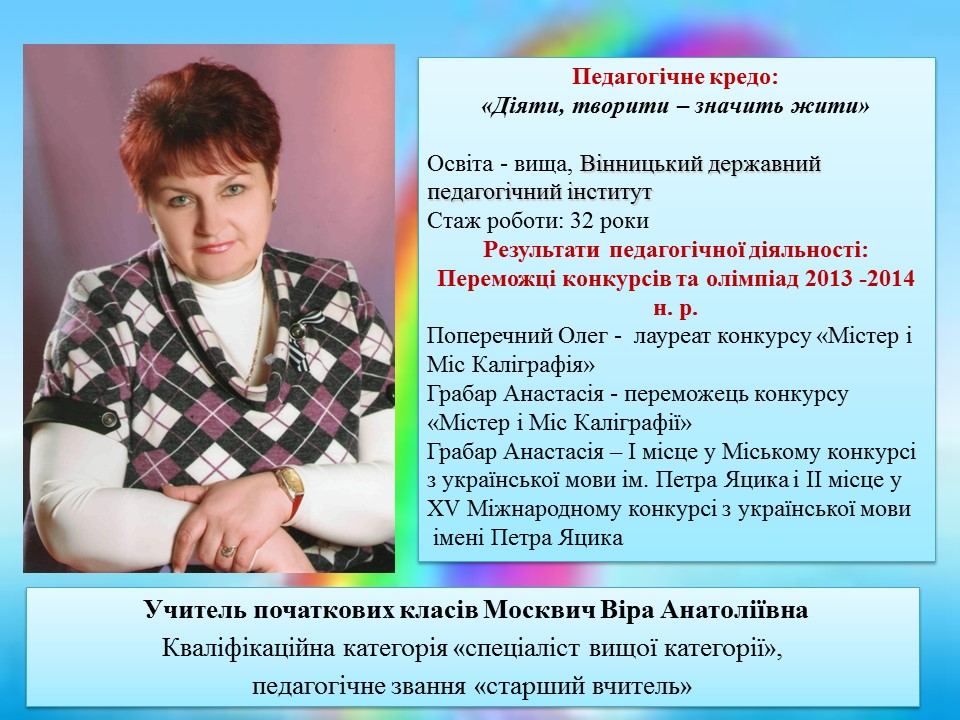 Педагогічне кредо:
«Діяти, творити – значить жити»
Освіта - вища, Вінницький державний
педагогічний інститут
Стаж роботи: 32 роки
Результати педагогічної діяльності:
Переможці конкурсів та олімпіад 2013 -2014
н. р.
Поперечний Олег -  лауреат конкурсу «Містер і
Міс Каліграфія»
Грабар Анастасія - переможець конкурсу
«Містер і Міс Каліграфії»
Грабар Анастасія – І місце у Міському конкурсі
з української мови ім. Петра Яцика і ІІ місце у
XV Міжнародному конкурсі з української мови
імені Петра Яцика
Учитель початкових класів Москвич Віра Анатоліївна
Кваліфікаційна категорія «спеціаліст вищої категорії»,
педагогічне звання «старший вчитель»